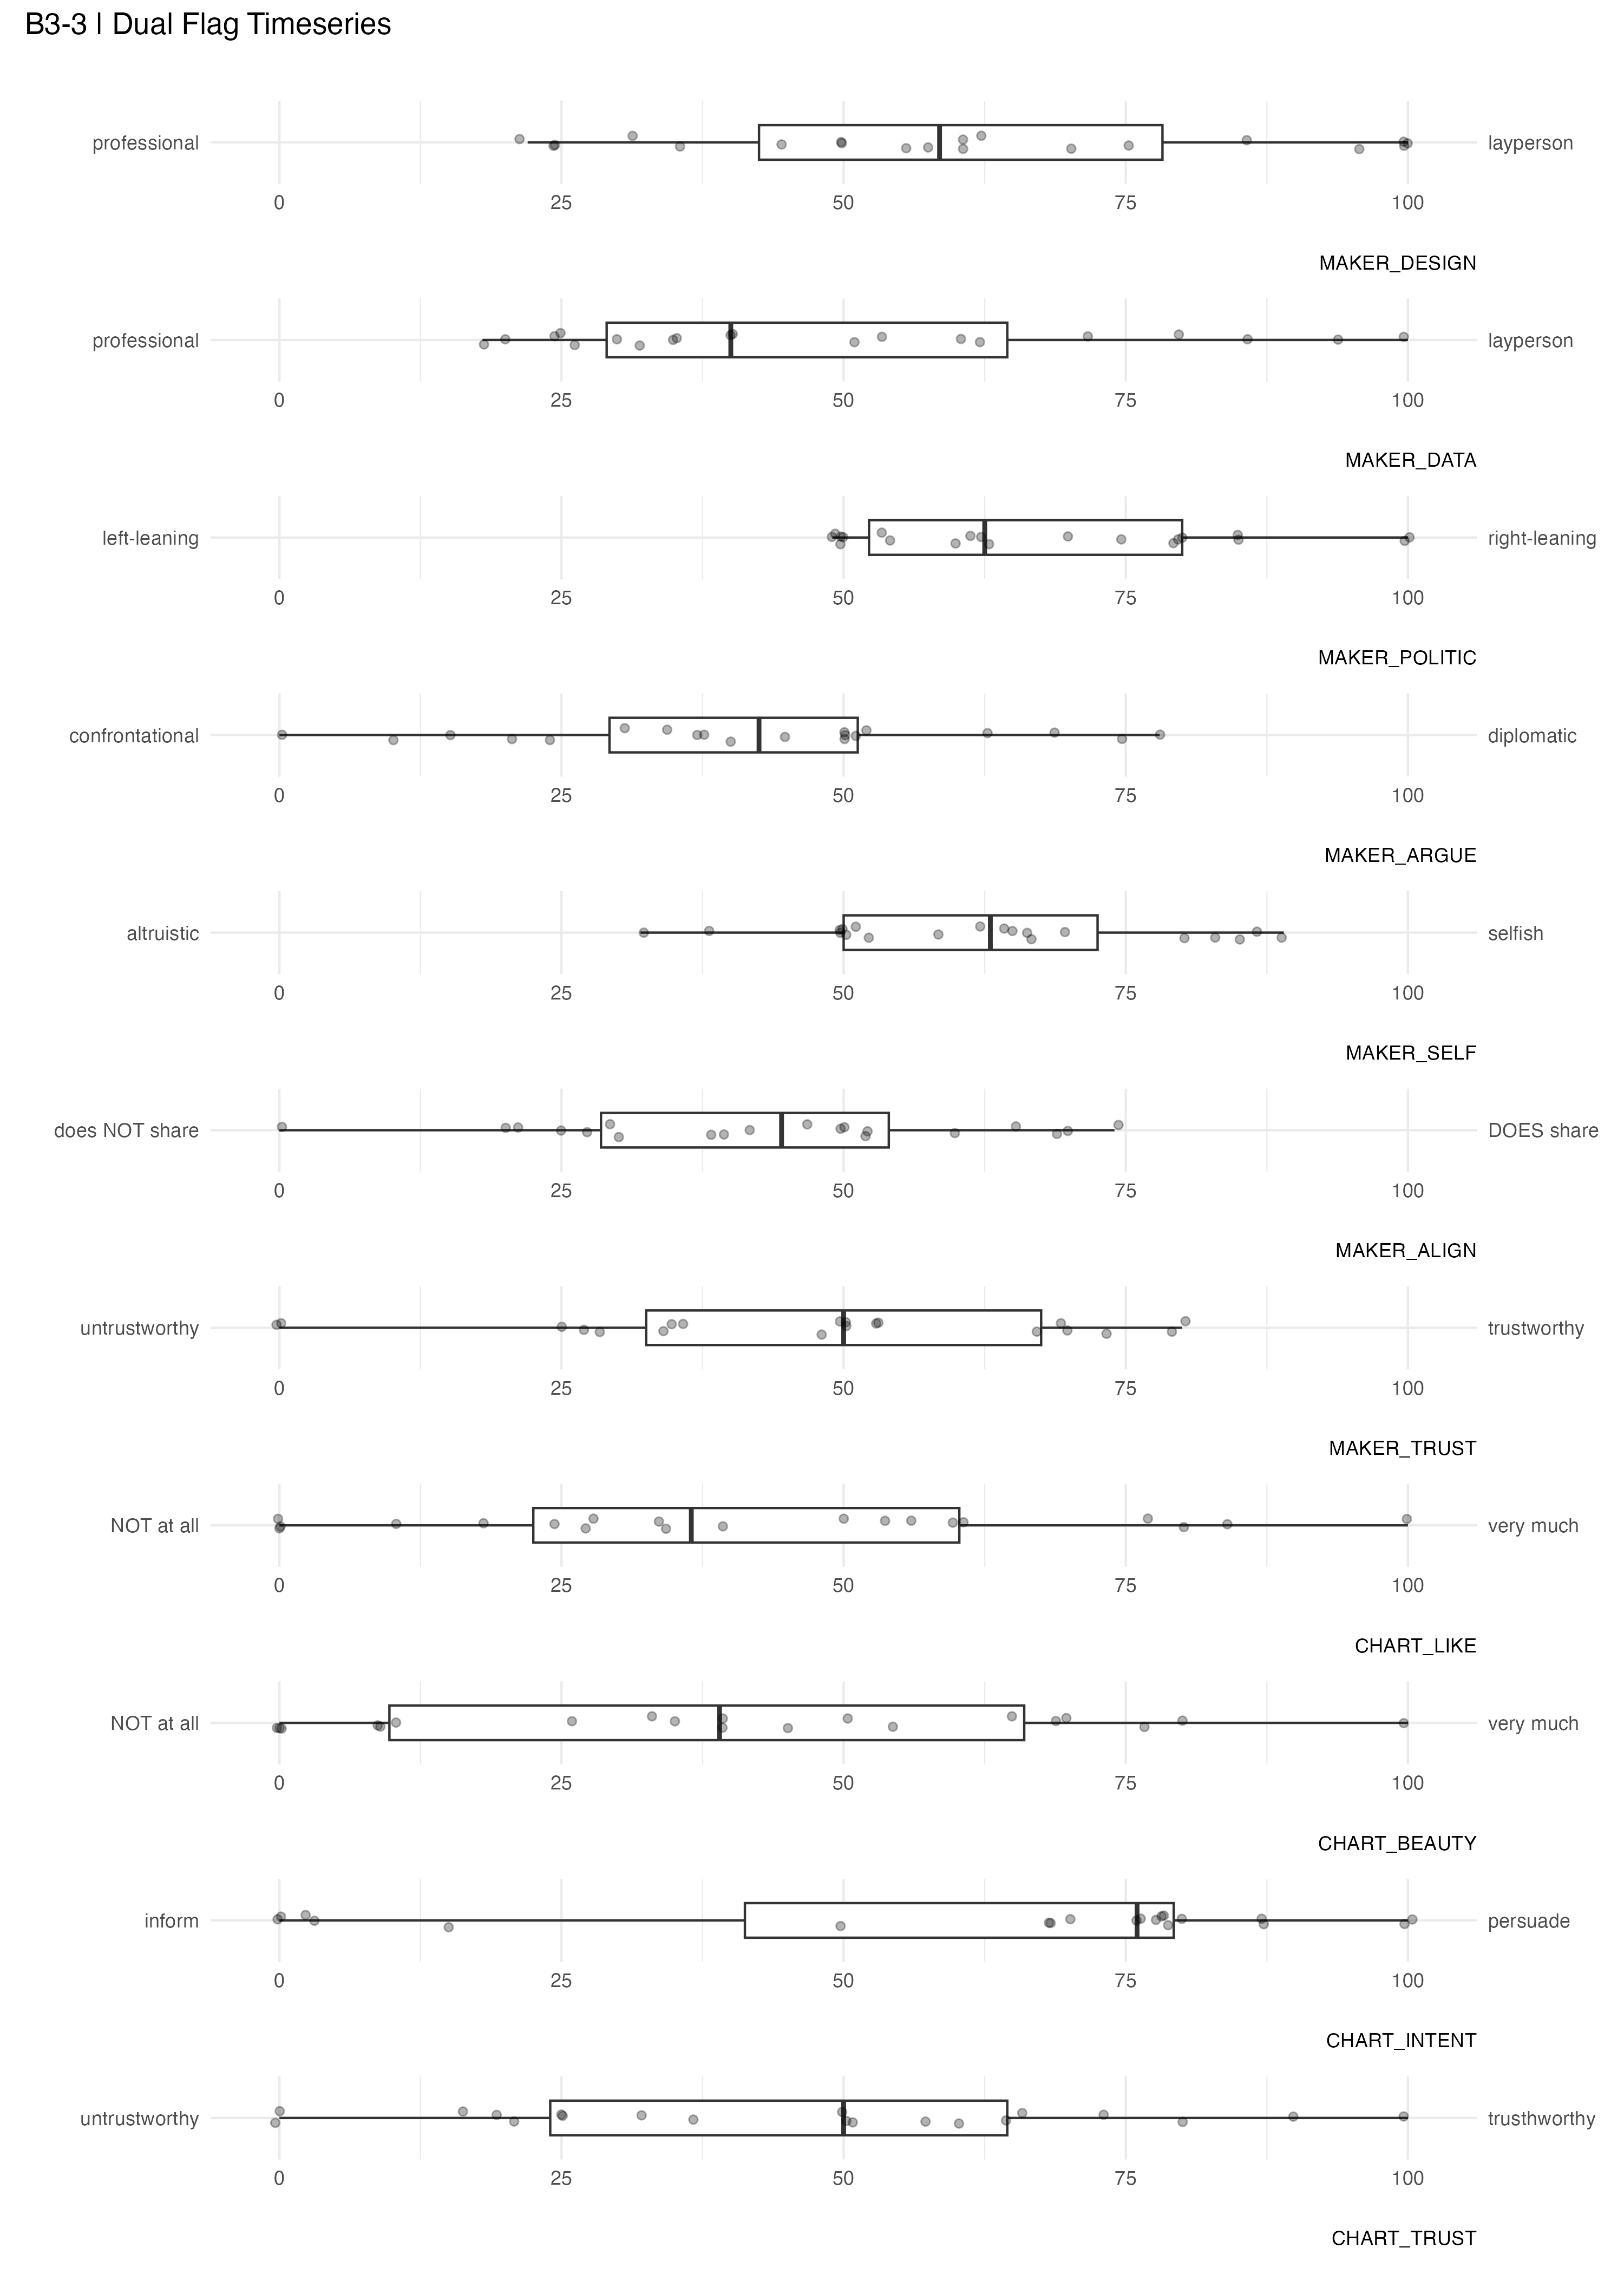 B3-3 | Dual Flag Timeseries
professional layperson
0 25 50 75 100
MAKER_DESIGN
professional layperson
0 25 50 75 100
MAKER_DATA
left-leaning right-leaning
0 25 50 75 100
MAKER_POLITIC
confrontational diplomatic
0 25 50 75 100
MAKER_ARGUE
altruistic selfish
0 25 50 75 100
MAKER_SELF
does NOT share DOES share
0 25 50 75 100
MAKER_ALIGN
untrustworthy trustworthy
0 25 50 75 100
MAKER_TRUST
NOT at all very much
0 25 50 75 100
CHART_LIKE
NOT at all very much
0 25 50 75 100
CHART_BEAUTY
inform persuade
0 25 50 75 100
CHART_INTENT
untrustworthy trusthworthy
0 25 50 75 100
CHART_TRUST